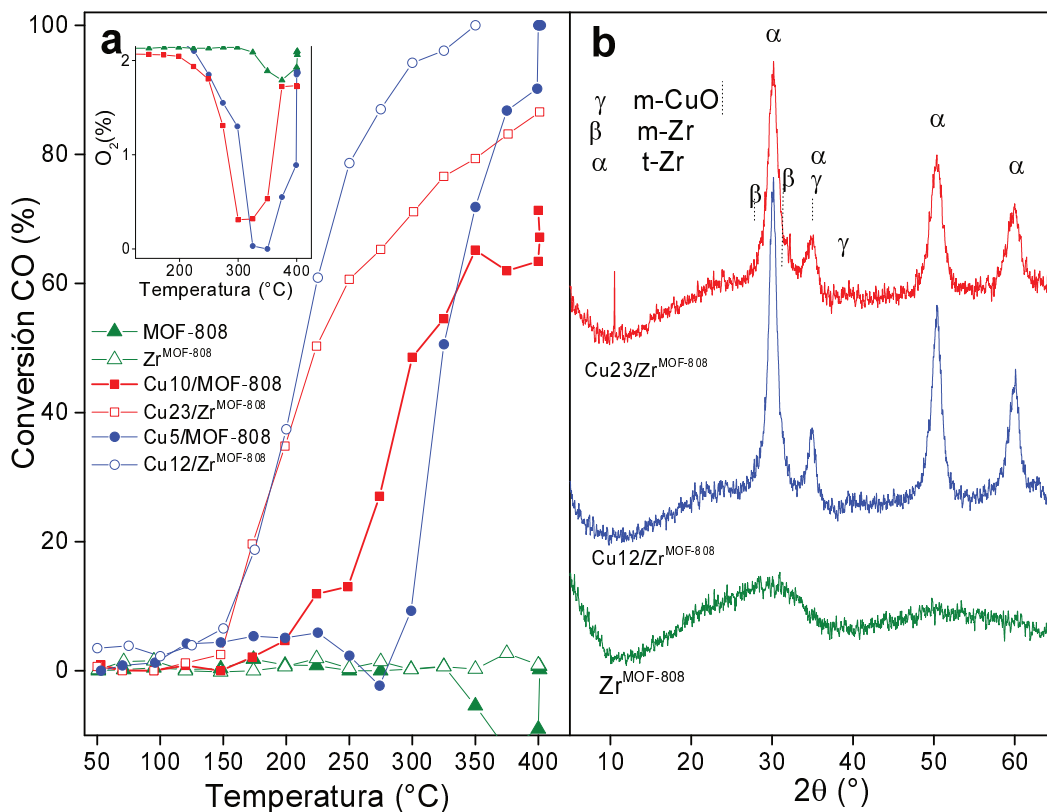 a
Conversión CO (%)
100
80
60
40
20
0
O2(%)
2
1
0
200
300
400
Temperatura (°C)
MOF-808
Zr^MOF-808
Cu10/MOF-808
Cu23/Zr^MOF-808
Cu5/MOF-808
Cu12/Zr^MOF-808
50 100 150 200 250 300 350 400
Temperatura (°C)
b
α
γ m-CuO
β m-Zr
α t-Zr
α
α
α
γ
β
β
γ
Cu23/Zr^MOF-808
Cu12/Zr^MOF-808
Zr^MOF-808
10 20 30 40 50 60
2θ (°)